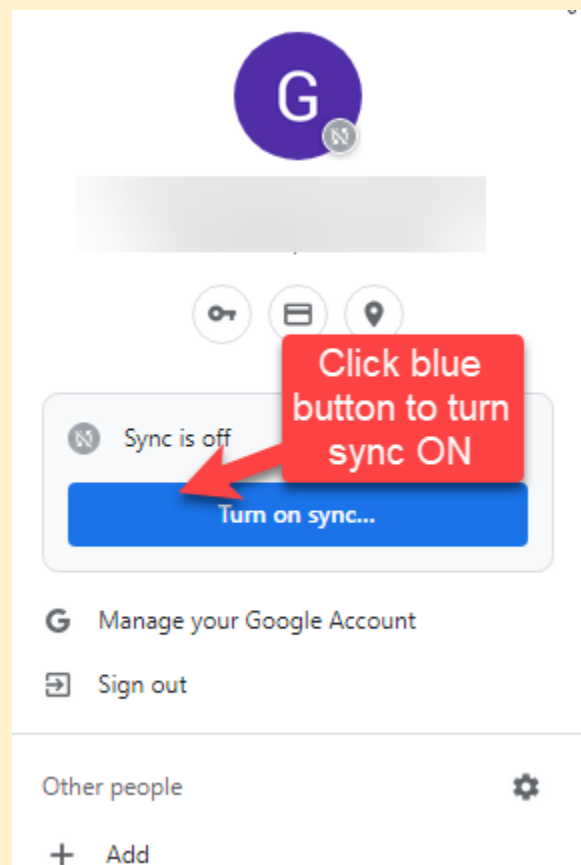 G
Click blue
button to turn
sync ON
Sync is off
Turn on sync...
G Manage your Google Account
Sign out
Other people
+ Add